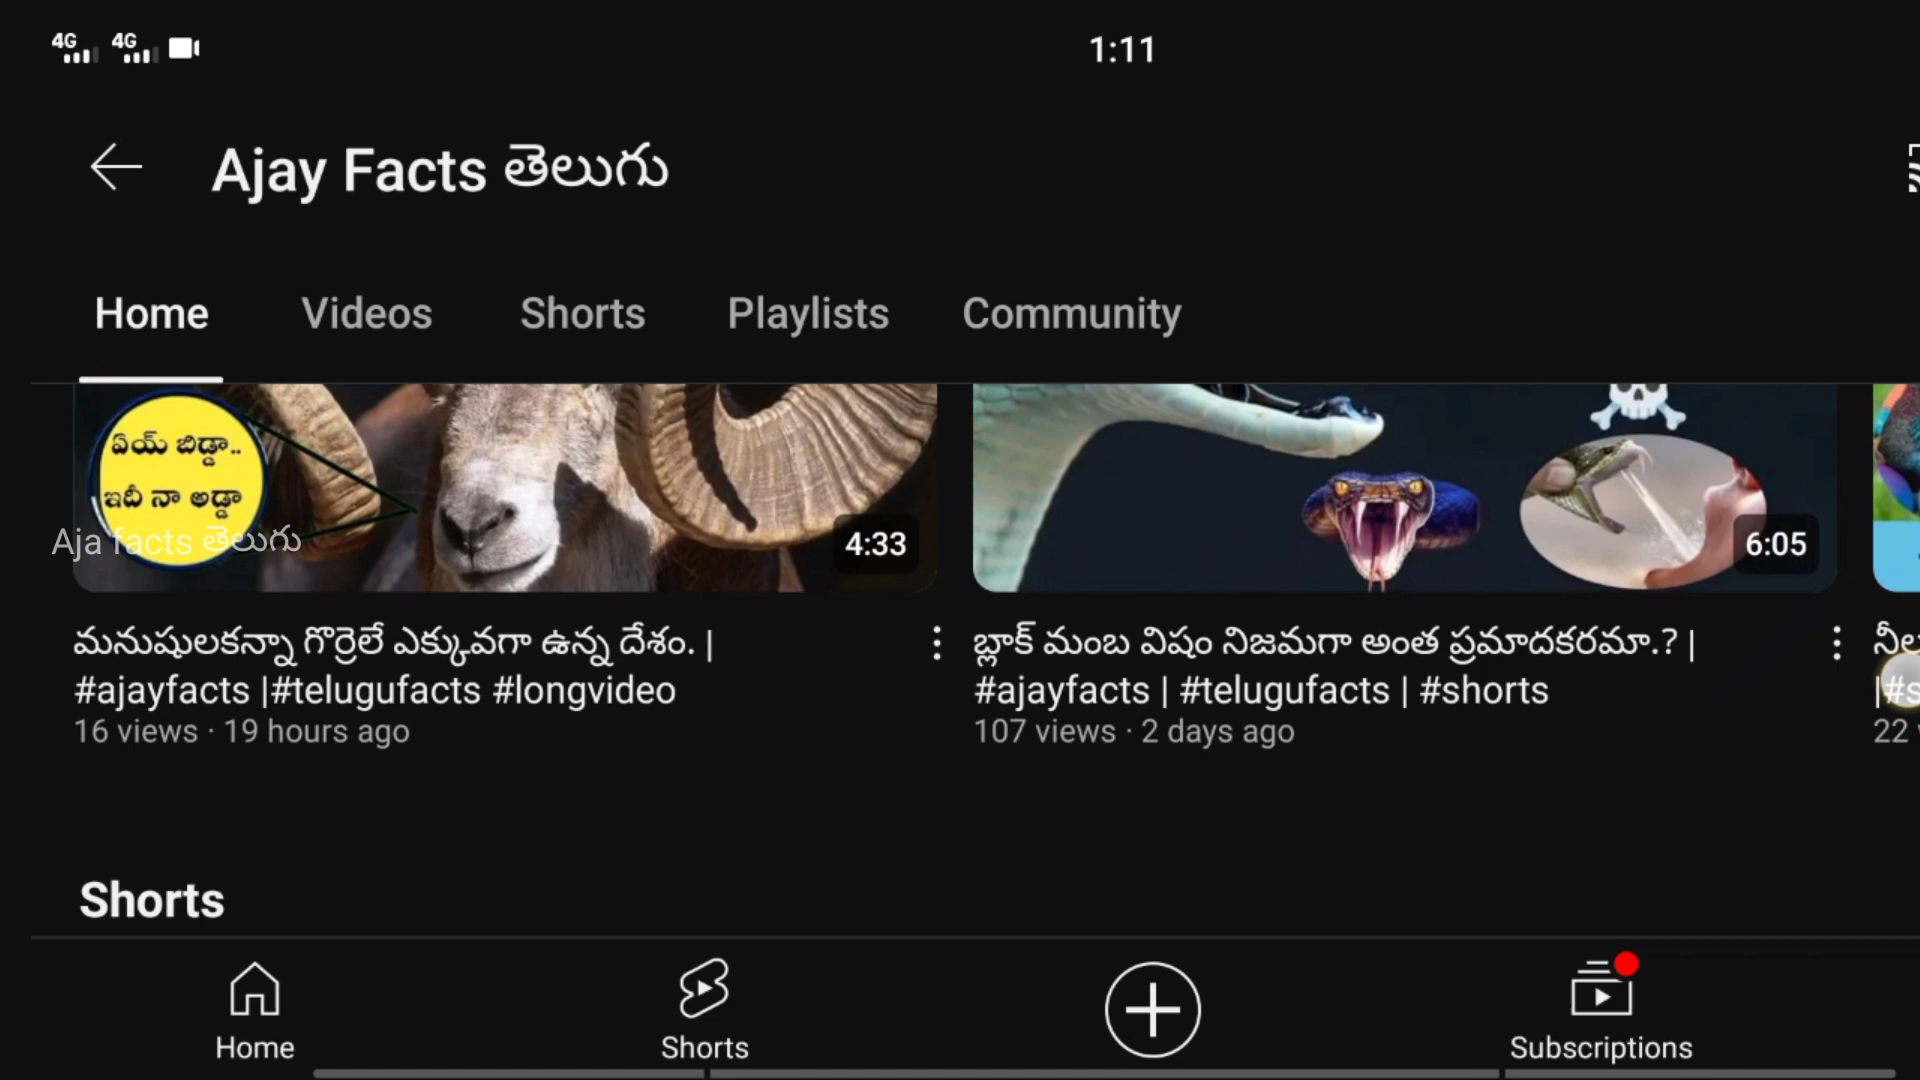 4G 4G 1:11
Ajay Facts తెలుగు
Home Videos Shorts Playlists Community
ఏయ్ బిడ్డా..
ఇదీ నా అడ్డా
Aja facts తెలుగు
4:33
6:05
మనుషులకన్నా గొర్రెలే ఎక్కువగా ఉన్న దేశం. |
#ajayfacts |#telugufacts #longvideo
16 views · 19 hours ago
బ్లాక్ మంబ విషం నిజమగా అంత ప్రమాదకరమా.? |
#ajayfacts | #telugufacts | #shorts
107 views · 2 days ago
|#s
22
Shorts
Home Shorts Subscriptions